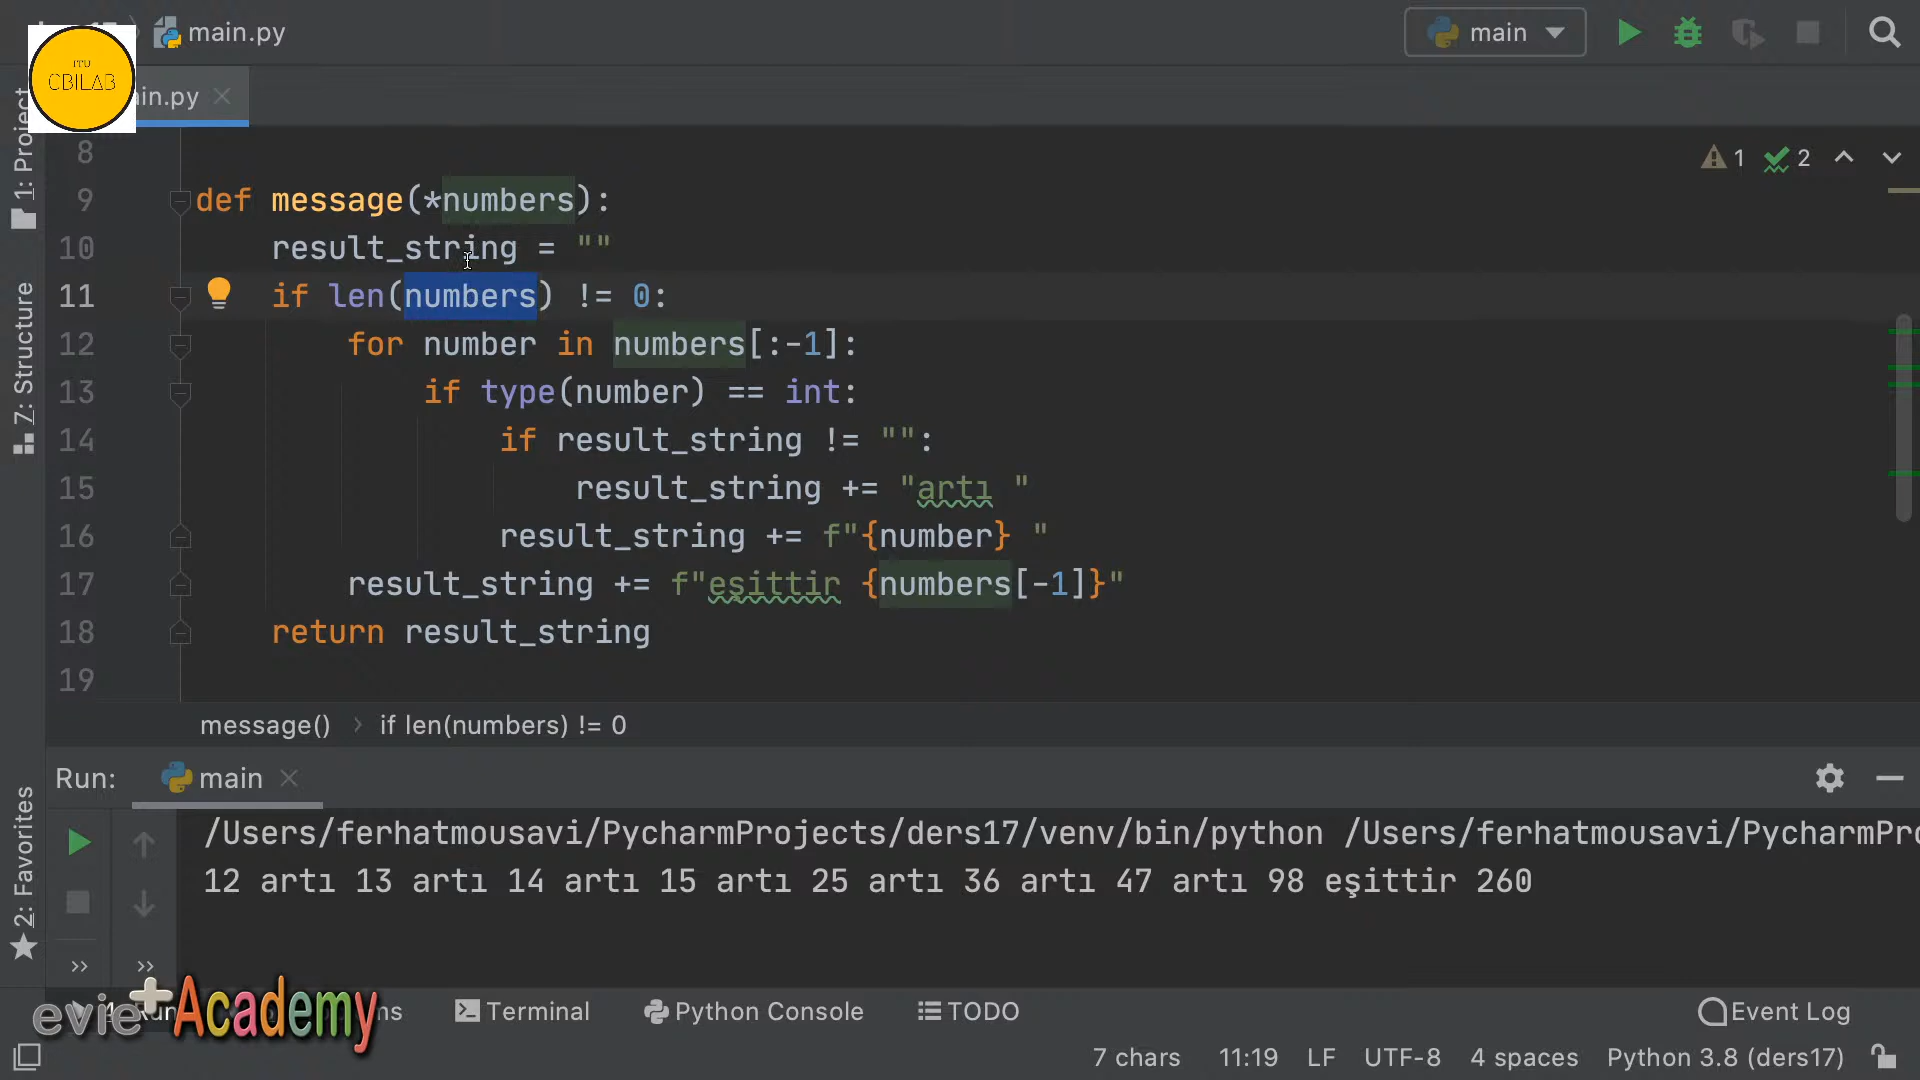 main.py
main
ITU
CBILAB
in.py
1: Project
1
2
8
9 def message(*numbers):
10 result_string = ""
11 if len(numbers) != 0:
12 for number in numbers[:-1]:
13 if type(number) == int:
14 if result_string != "":
15 result_string += "artı "
16 result_string += f"{number} "
17 result_string += f"eşittir {numbers[-1]}"
18 return result_string
19
7: Structure
message() › if len(numbers) != 0
Run: main
/Users/ferhatmousavi/PycharmProjects/ders17/venv/bin/python /Users/ferhatmousavi/PycharmPro
12 artı 13 artı 14 artı 15 artı 25 artı 36 artı 47 artı 98 eşittir 260
2: Favorites
evie+Academy
Terminal
Python Console
TODO
Event Log
7 chars 11:19 LF UTF-8 4 spaces Python 3.8 (ders17)